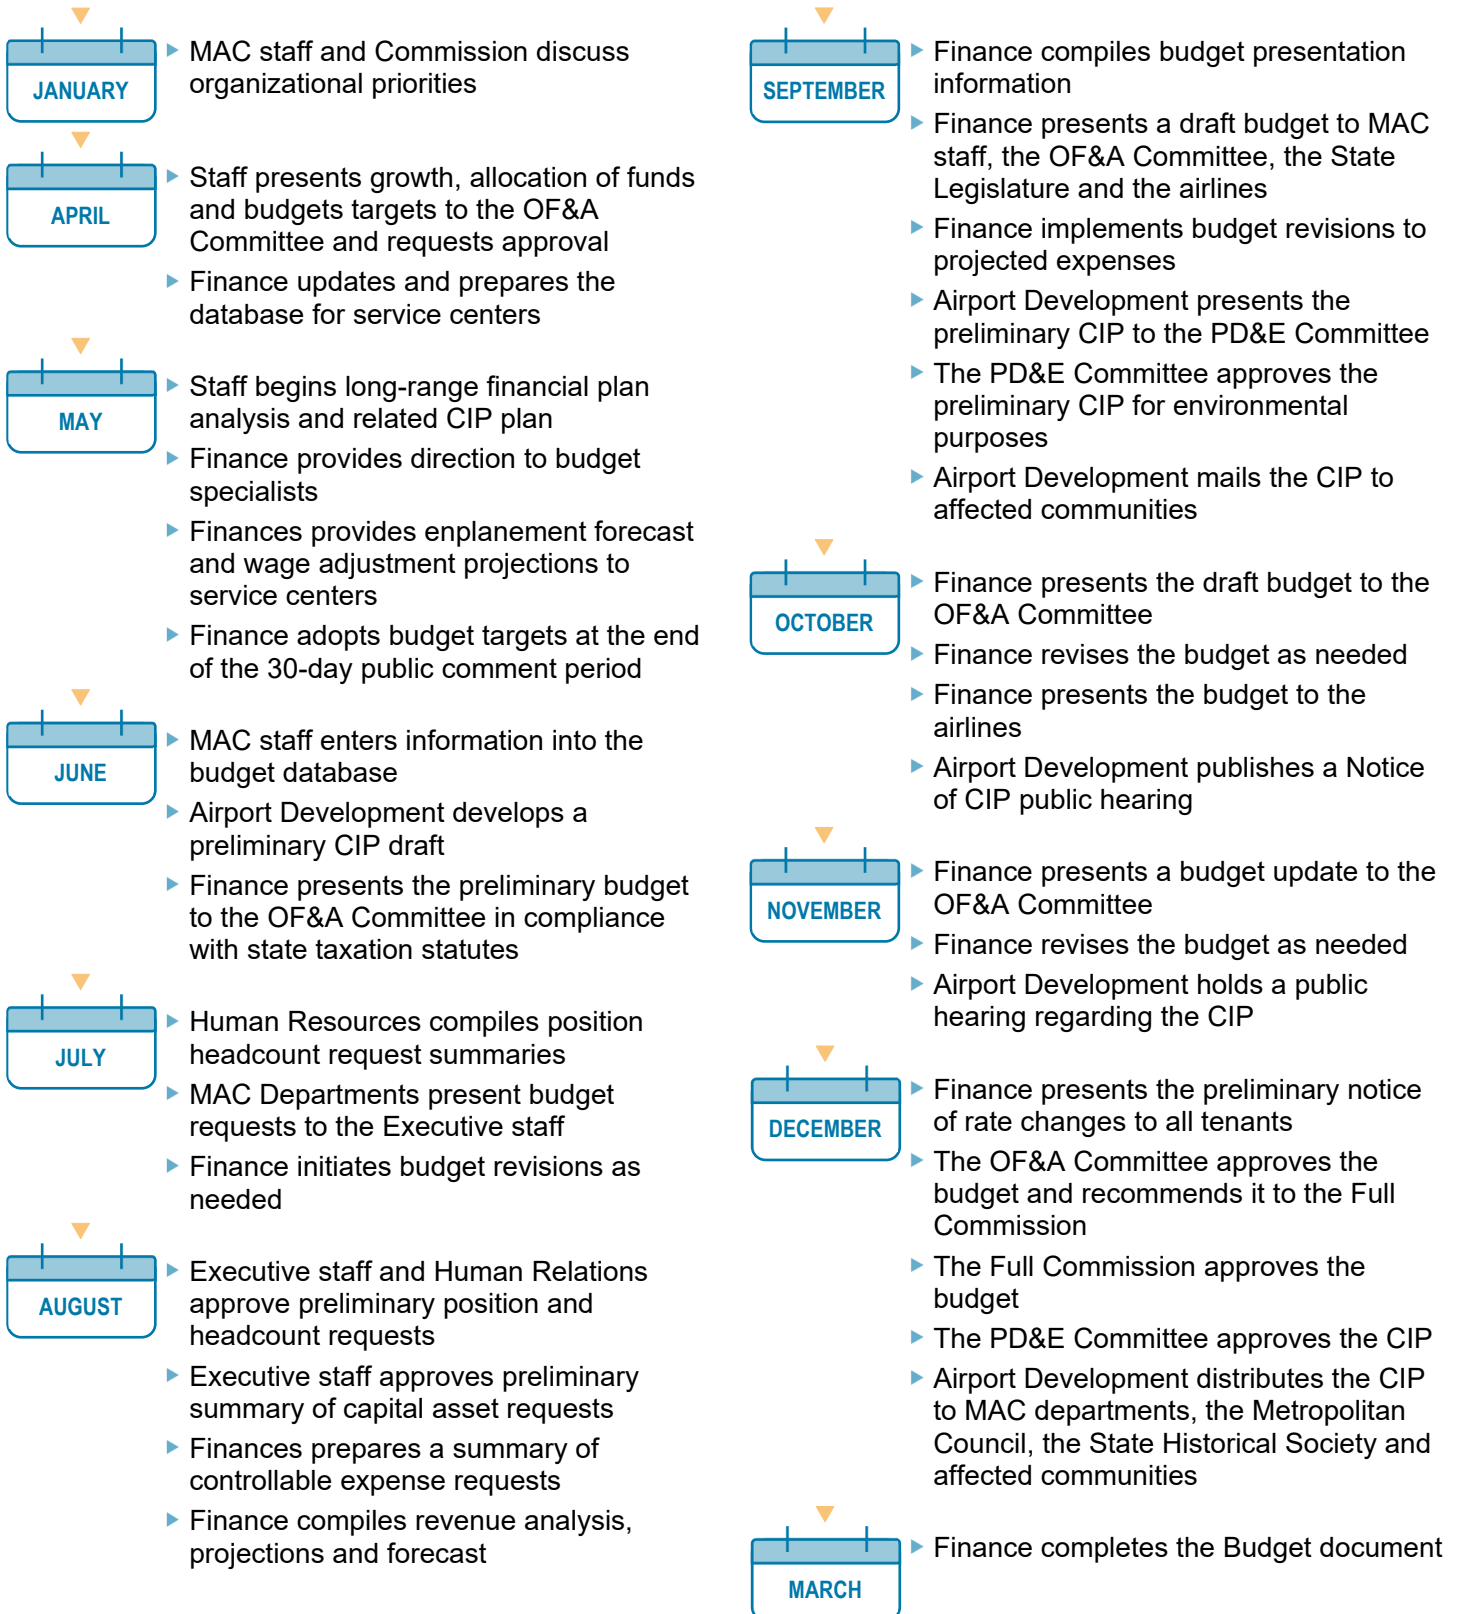 JANUARY
MAC staff and Commission discuss
organizational priorities
APRIL
Staff presents growth, allocation of funds
and budgets targets to the OF&A
Committee and requests approval
Finance updates and prepares the
database for service centers
MAY
Staff begins long-range financial plan
analysis and related CIP plan
Finance provides direction to budget
specialists
Finances provides enplanement forecast
and wage adjustment projections to
service centers
Finance adopts budget targets at the end
of the 30-day public comment period
JUNE
MAC staff enters information into the
budget database
Airport Development develops a
preliminary CIP draft
Finance presents the preliminary budget
to the OF&A Committee in compliance
with state taxation statutes
JULY
Human Resources compiles position
headcount request summaries
MAC Departments present budget
requests to the Executive staff
Finance initiates budget revisions as
needed
AUGUST
Executive staff and Human Relations
approve preliminary position and
headcount requests
Executive staff approves preliminary
summary of capital asset requests
Finances prepares a summary of
controllable expense requests
Finance compiles revenue analysis,
projections and forecast
SEPTEMBER
Finance compiles budget presentation
information
Finance presents a draft budget to MAC
staff, the OF&A Committee, the State
Legislature and the airlines
Finance implements budget revisions to
projected expenses
Airport Development presents the
preliminary CIP to the PD&E Committee
The PD&E Committee approves the
preliminary CIP for environmental
purposes
Airport Development mails the CIP to
affected communities
OCTOBER
Finance presents the draft budget to the
OF&A Committee
Finance revises the budget as needed
Finance presents the budget to the
airlines
Airport Development publishes a Notice
of CIP public hearing
NOVEMBER
Finance presents a budget update to the
OF&A Committee
Finance revises the budget as needed
Airport Development holds a public
hearing regarding the CIP
DECEMBER
Finance presents the preliminary notice
of rate changes to all tenants
The OF&A Committee approves the
budget and recommends it to the Full
Commission
The Full Commission approves the
budget
The PD&E Committee approves the CIP
Airport Development distributes the CIP
to MAC departments, the Metropolitan
Council, the State Historical Society and
affected communities
MARCH
Finance completes the Budget document